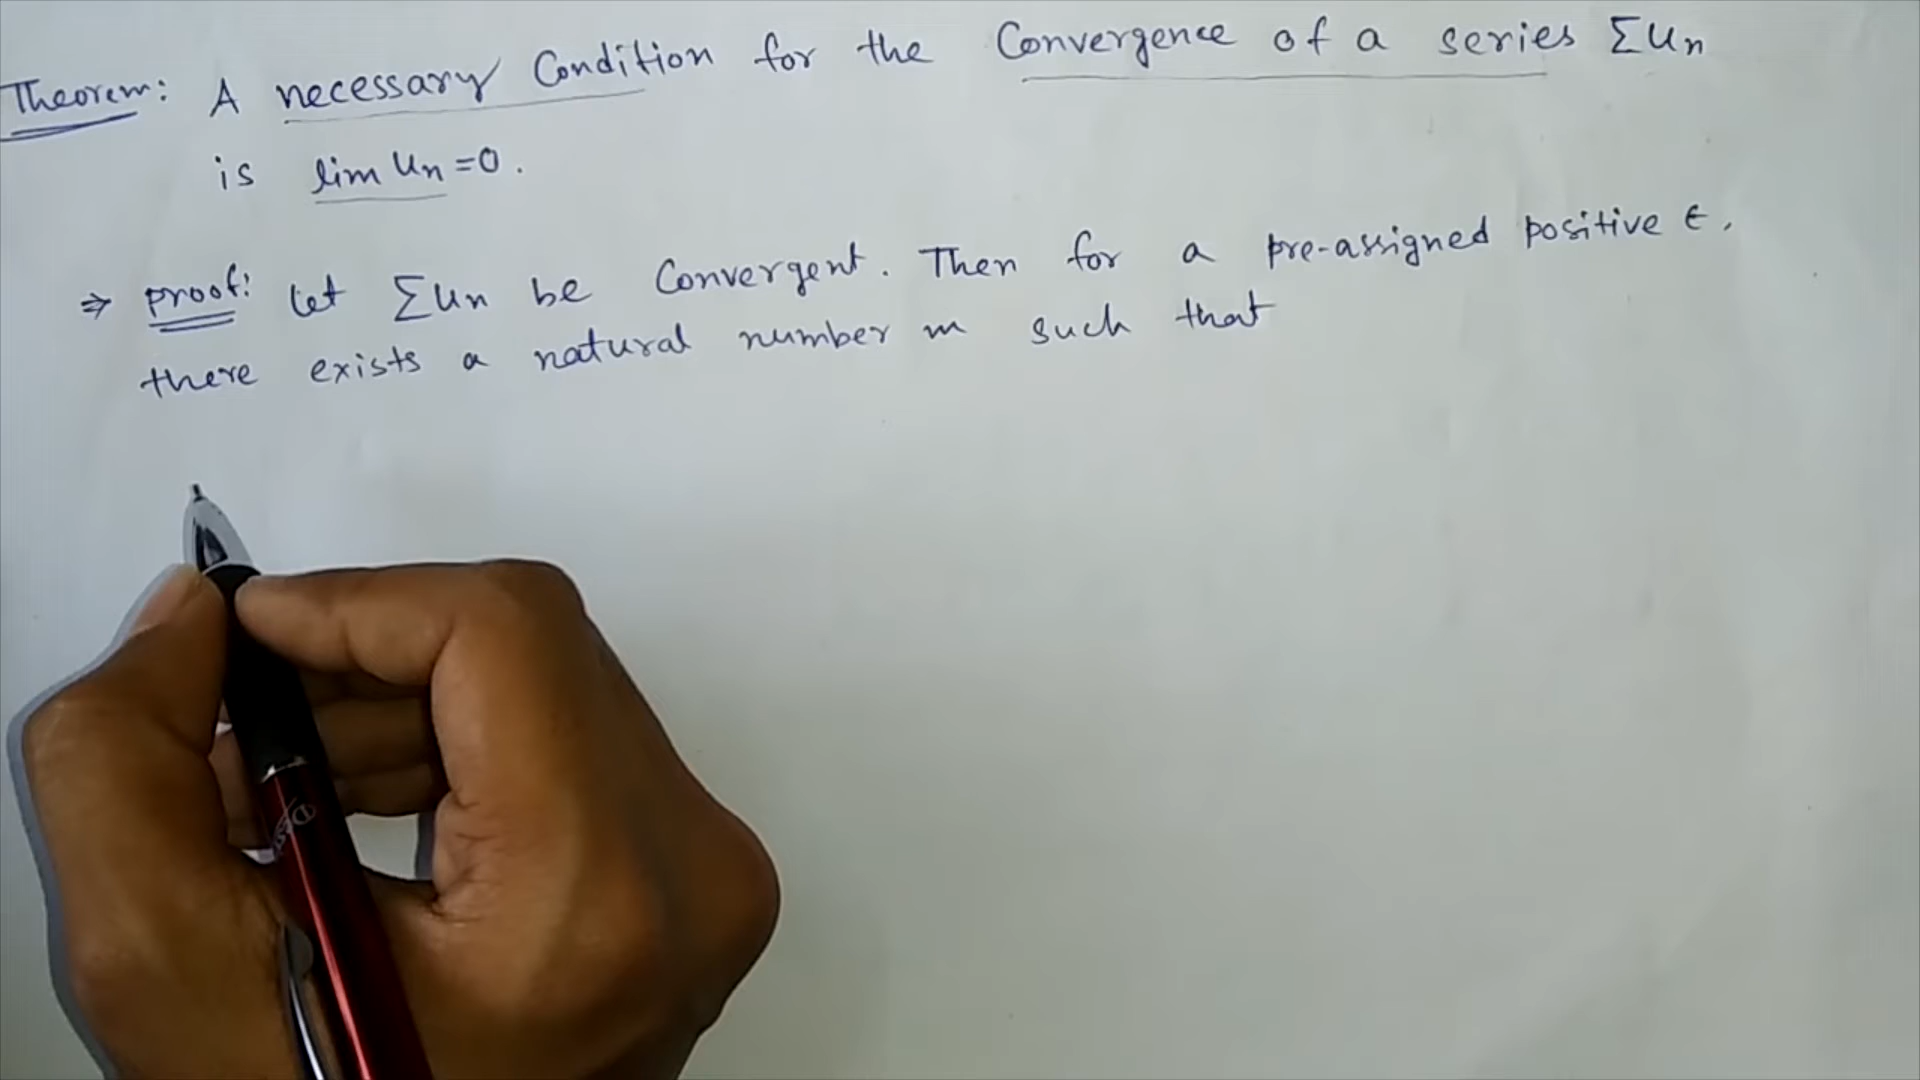 Theorem: A necessary Condition for the Convergence of a series Σun
is lim un = 0.
⇒ proof: Let Σun be Convergent. Then for a pre-assigned positive ϵ,
there exists a natural number m such that